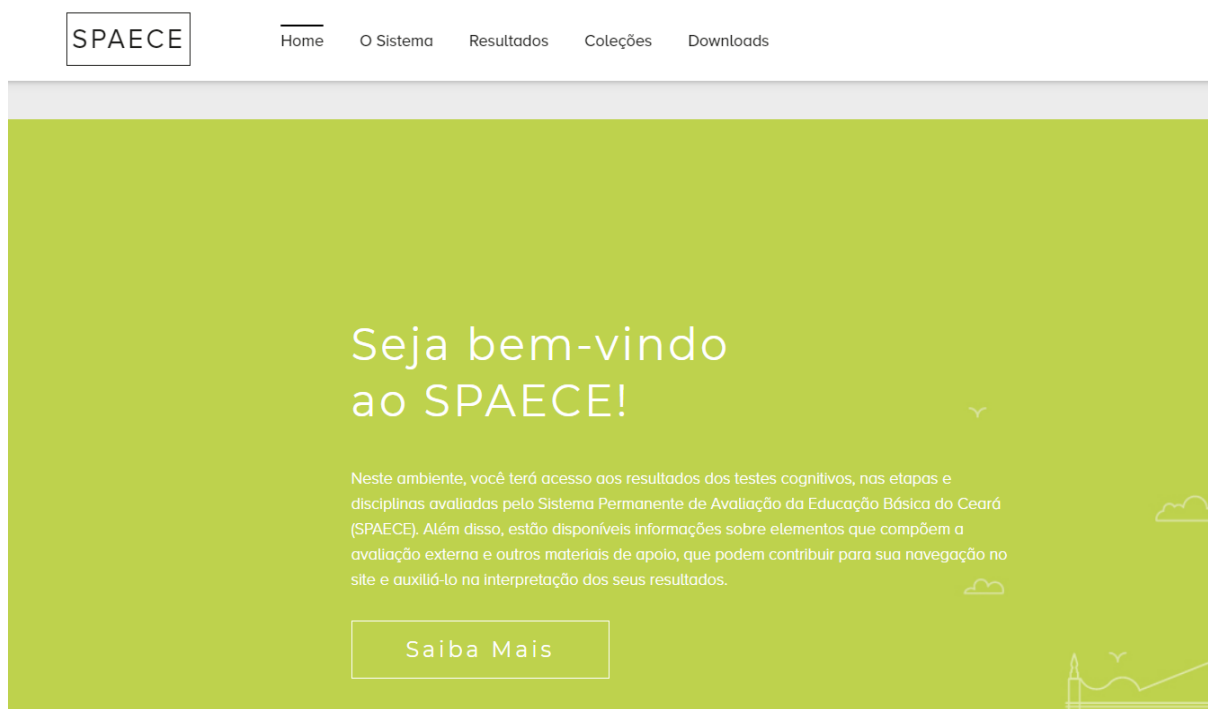 SPAECE
Home O Sistema Resultados Coleções Downloads
Seja bem-vindo
ao SPAECE!
Neste ambiente, você terá acesso aos resultados dos testes cognitivos, nas etapas e
disciplinas avaliadas pelo Sistema Permanente de Avaliação da Educação Básica do Ceará
(SPAECE). Além disso, estão disponíveis informações sobre elementos que compõem a
avaliação externa e outros materiais de apoio, que podem contribuir para sua navegação no
site e auxiliá-lo na interpretação dos seus resultados.
Saiba Mais